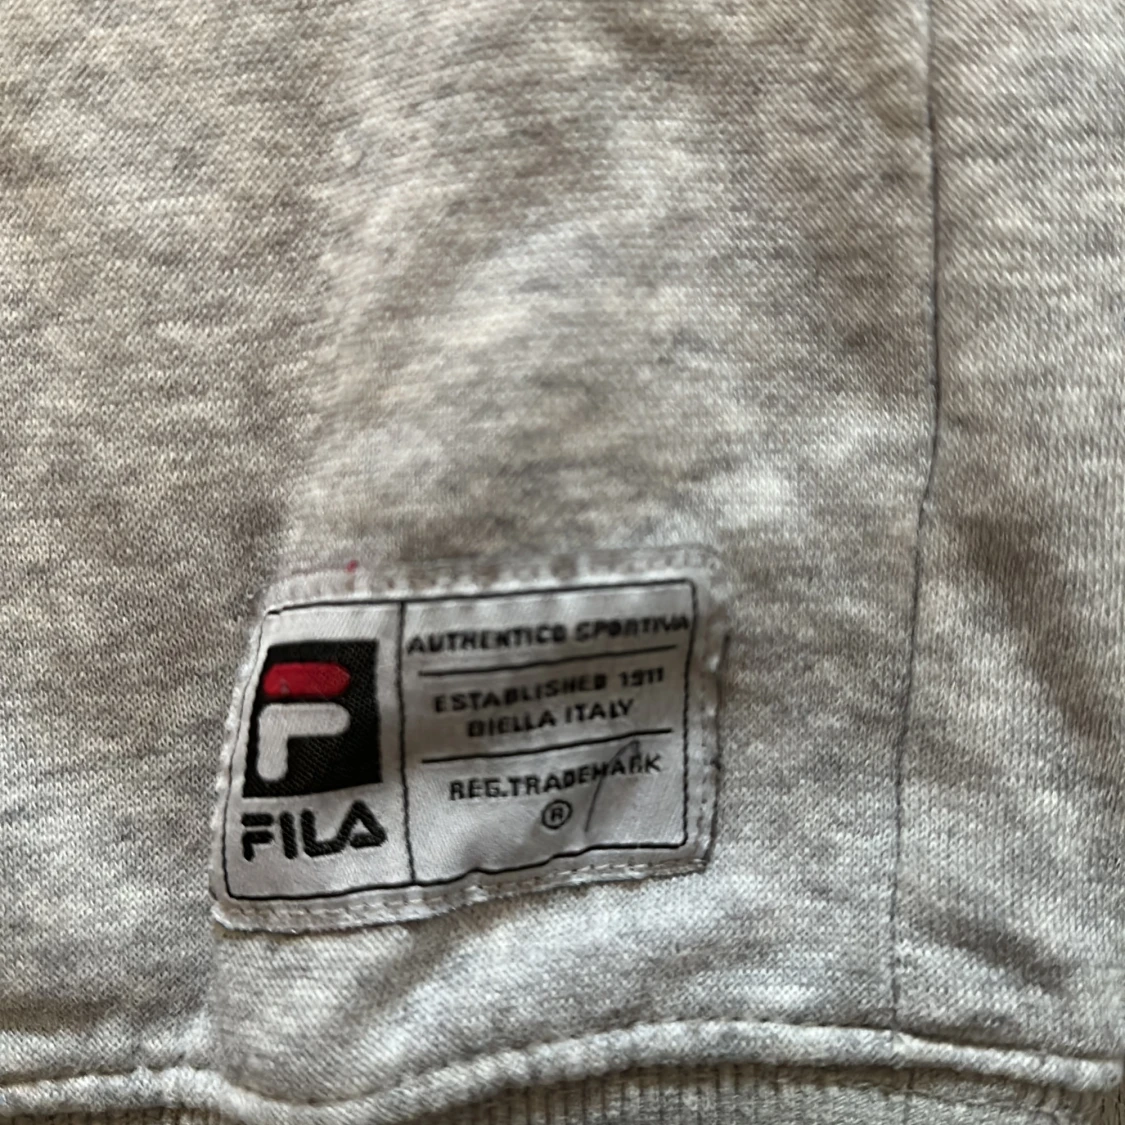 FILA
AUTHENTICO SPORTIVA
ESTABLISHED 1911
BIELLA ITALY
REG.TRADEMARK
®